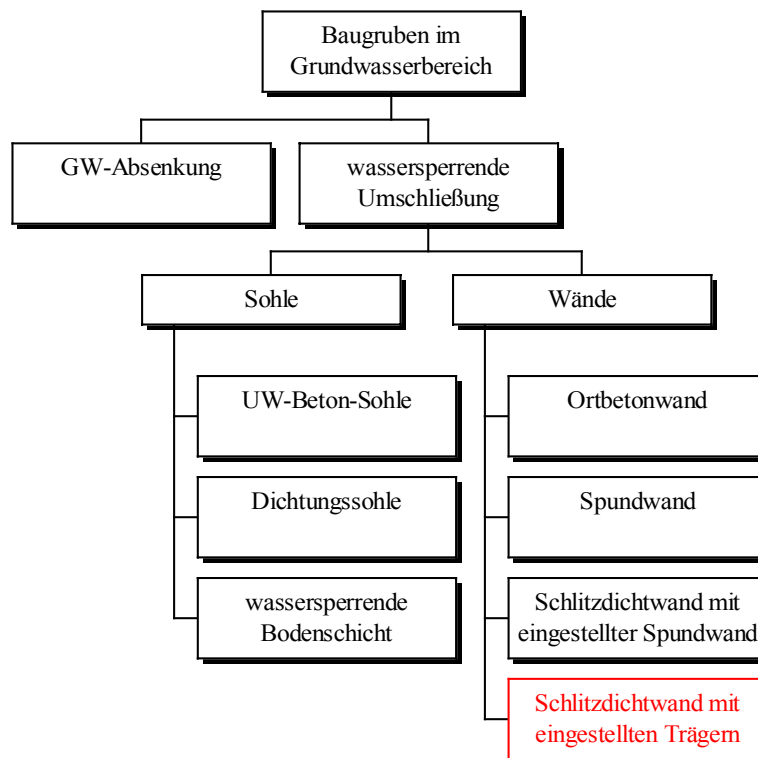 Baugruben im
Grundwasserbereich
GW-Absenkung
wassersperrende
Umschließung
Sohle
Wände
UW-Beton-Sohle
Ortbetonwand
Dichtungssohle
Spundwand
wassersperrende
Bodenschicht
Schlitzdichtwand mit
eingestellter Spundwand
Schlitzdichtwand mit
eingestellten Trägern